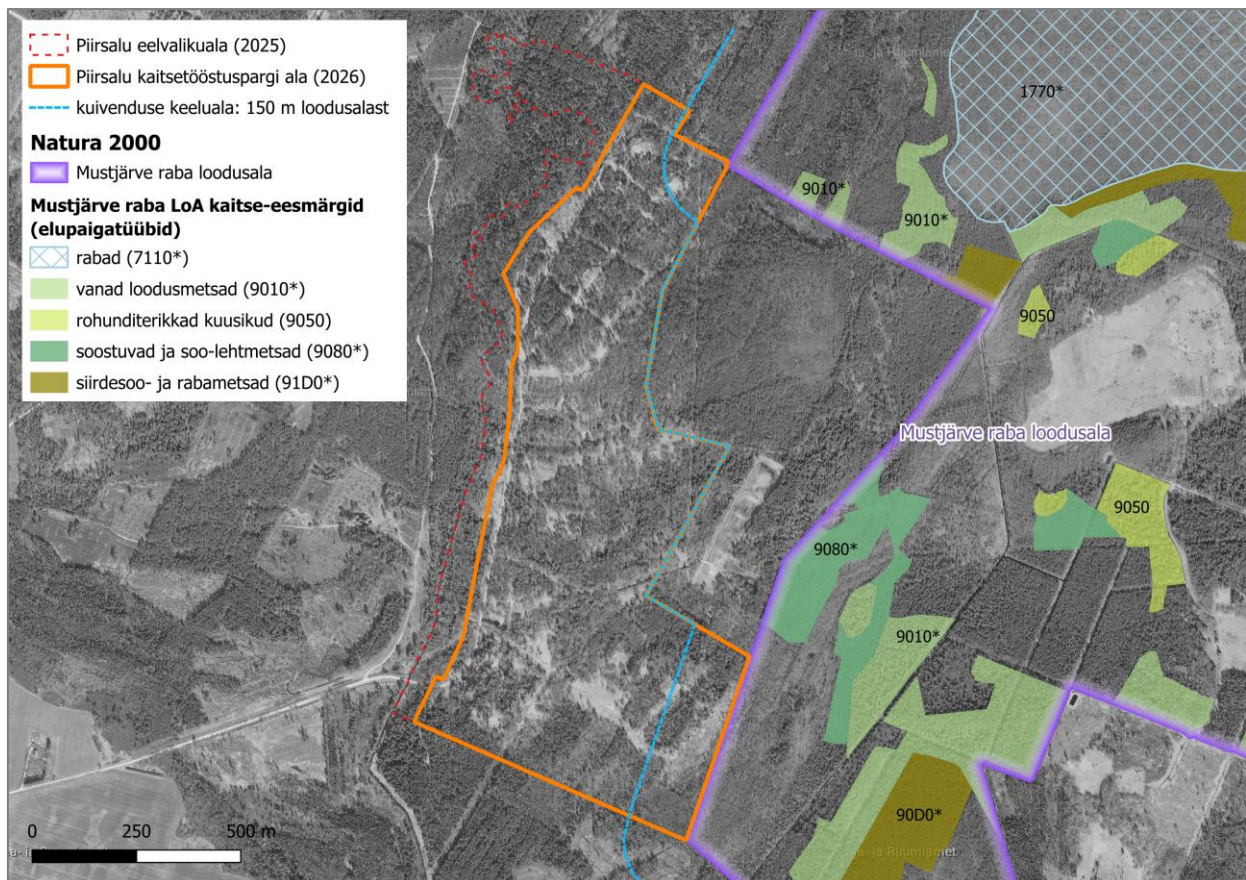 Piirsalu eelvalikuala (2025)
Piirsalu kaitsetööstuspargi ala (2026)
kuivenduse keeluala: 150 m loodusalast
Natura 2000
Mustjärve raba loodusala
Mustjärve raba LoA kaitse-eesmärgid
(elupaigatüübid)
rabad (7110*)
vanad loodusmetsad (9010*)
rohunditerikkad kuusikud (9050)
soostuvad ja soo-lehtmetsad (9080*)
siirdesoo- ja rabametsad (91D0*)
1770*
9010*
9010*
9050
Mustjärve raba loodusala
9050
9080*
9010*
90D0*
0 250 500 m
a- ja Ruumiamet